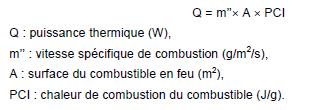 Q = m"× A × PCI
Q : puissance thermique (W),
m" : vitesse spécifique de combustion (g/m²/s),
A : surface du combustible en feu (m²),
PCI : chaleur de combustion du combustible (J/g).